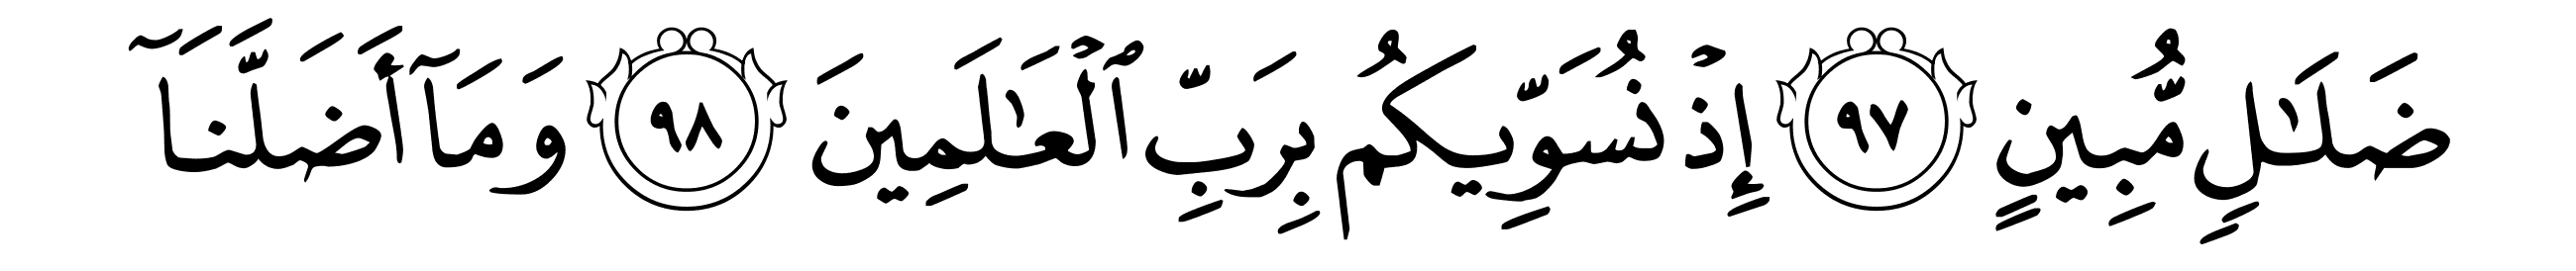 ضَلَٰلٖ مُّبِينٍ ٩٧ إِذۡ نُسَوِّيكُم بِرَبِّ ٱلۡعَٰلَمِينَ ٩٨ وَمَآ أَضَلَّنَآ